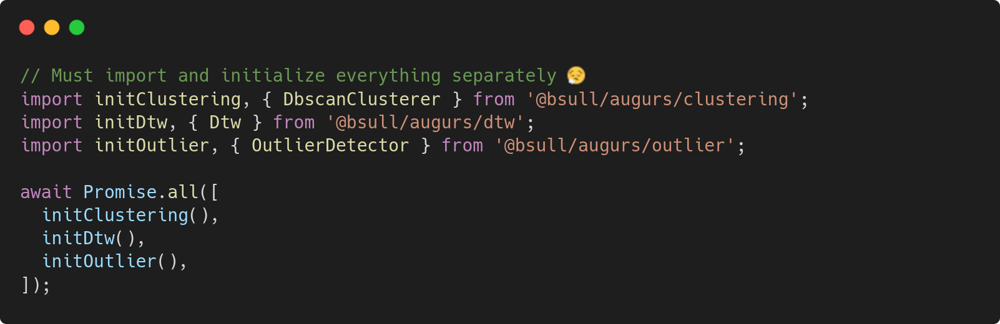 // Must import and initialize everything separately 😮‍💨
import initClustering, { DbscanClusterer } from '@bsull/augurs/clustering';
import initDtw, { Dtw } from '@bsull/augurs/dtw';
import initOutlier, { OutlierDetector } from '@bsull/augurs/outlier';

await Promise.all([
  initClustering(),
  initDtw(),
  initOutlier(),
]);